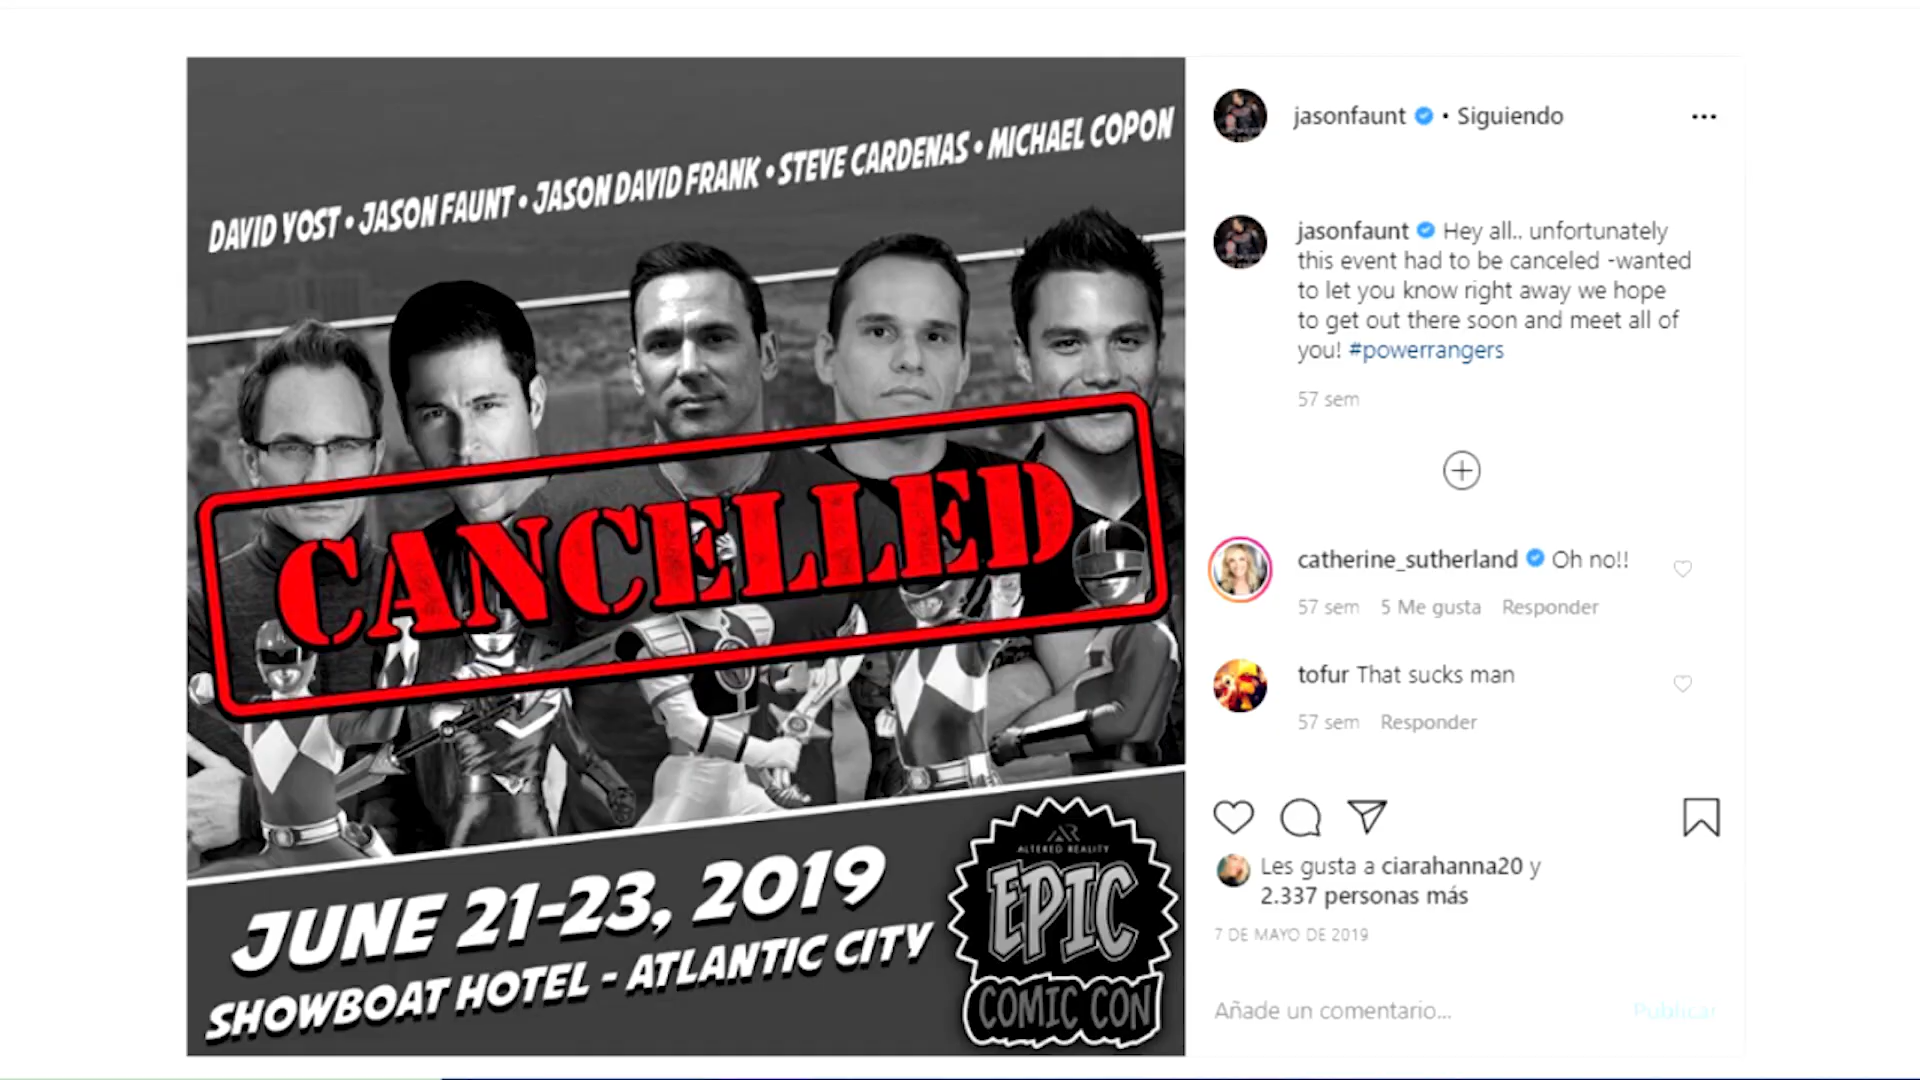 DAVID YOST • JASON FAUNT • JASON DAVID FRANK • STEVE CARDENAS • MICHAEL COPON
CANCELLED
JUNE 21-23, 2019
SHOWBOAT HOTEL - ATLANTIC CITY
AR
ALTERED REALITY
EPIC
COMIC CON
jasonfaunt • Siguiendo
jasonfaunt Hey all.. unfortunately
this event had to be canceled -wanted
to let you know right away we hope
to get out there soon and meet all of
you! #powerrangers
57 sem
catherine_sutherland Oh no!!
57 sem 5 Me gusta Responder
tofur That sucks man
57 sem Responder
Les gusta a ciarahanna20 y
2.337 personas más
7 DE MAYO DE 2019
Añade un comentario... Publicar